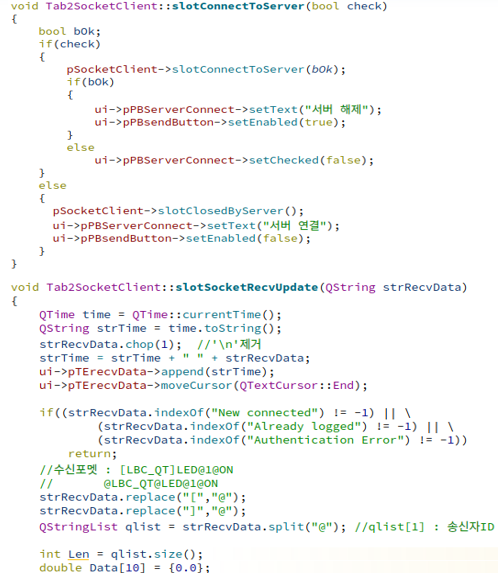 void Tab2SocketClient::slotConnectToServer(bool check)
{
    bool bOk;
    if(check)
    {
        pSocketClient->slotConnectToServer(bOk);
        if(bOk)
        {
            ui->pPBServerConnect->setText("서버 해제");
            ui->pPBsendButton->setEnabled(true);
        }
        else
            ui->pPBServerConnect->setChecked(false);
    }
    else
    {
      pSocketClient->slotClosedByServer();
      ui->pPBServerConnect->setText("서버 연결");
      ui->pPBsendButton->setEnabled(false);
    }
}
void Tab2SocketClient::slotSocketRecvUpdate(QString strRecvData)
{
    QTime time = QTime::currentTime();
    QString strTime = time.toString();
    strRecvData.chop(1);  //'\n'제거
    strTime = strTime + " " + strRecvData;
    ui->pTErecvData->append(strTime);
    ui->pTErecvData->moveCursor(QTextCursor::End);
    if((strRecvData.indexOf("New connected") != -1) || \
            (strRecvData.indexOf("Already logged") != -1) || \
            (strRecvData.indexOf("Authentication Error") != -1))
        return;
    //수신포멧 : [LBC_QT]LED@1@ON
    //       @LBC_QT@LED@1@ON
    strRecvData.replace("[","@");
    strRecvData.replace("]","@");
    QStringList qlist = strRecvData.split("@"); //qlist[1] : 송신자ID
    int Len = qlist.size();
    double Data[10] = {0.0};